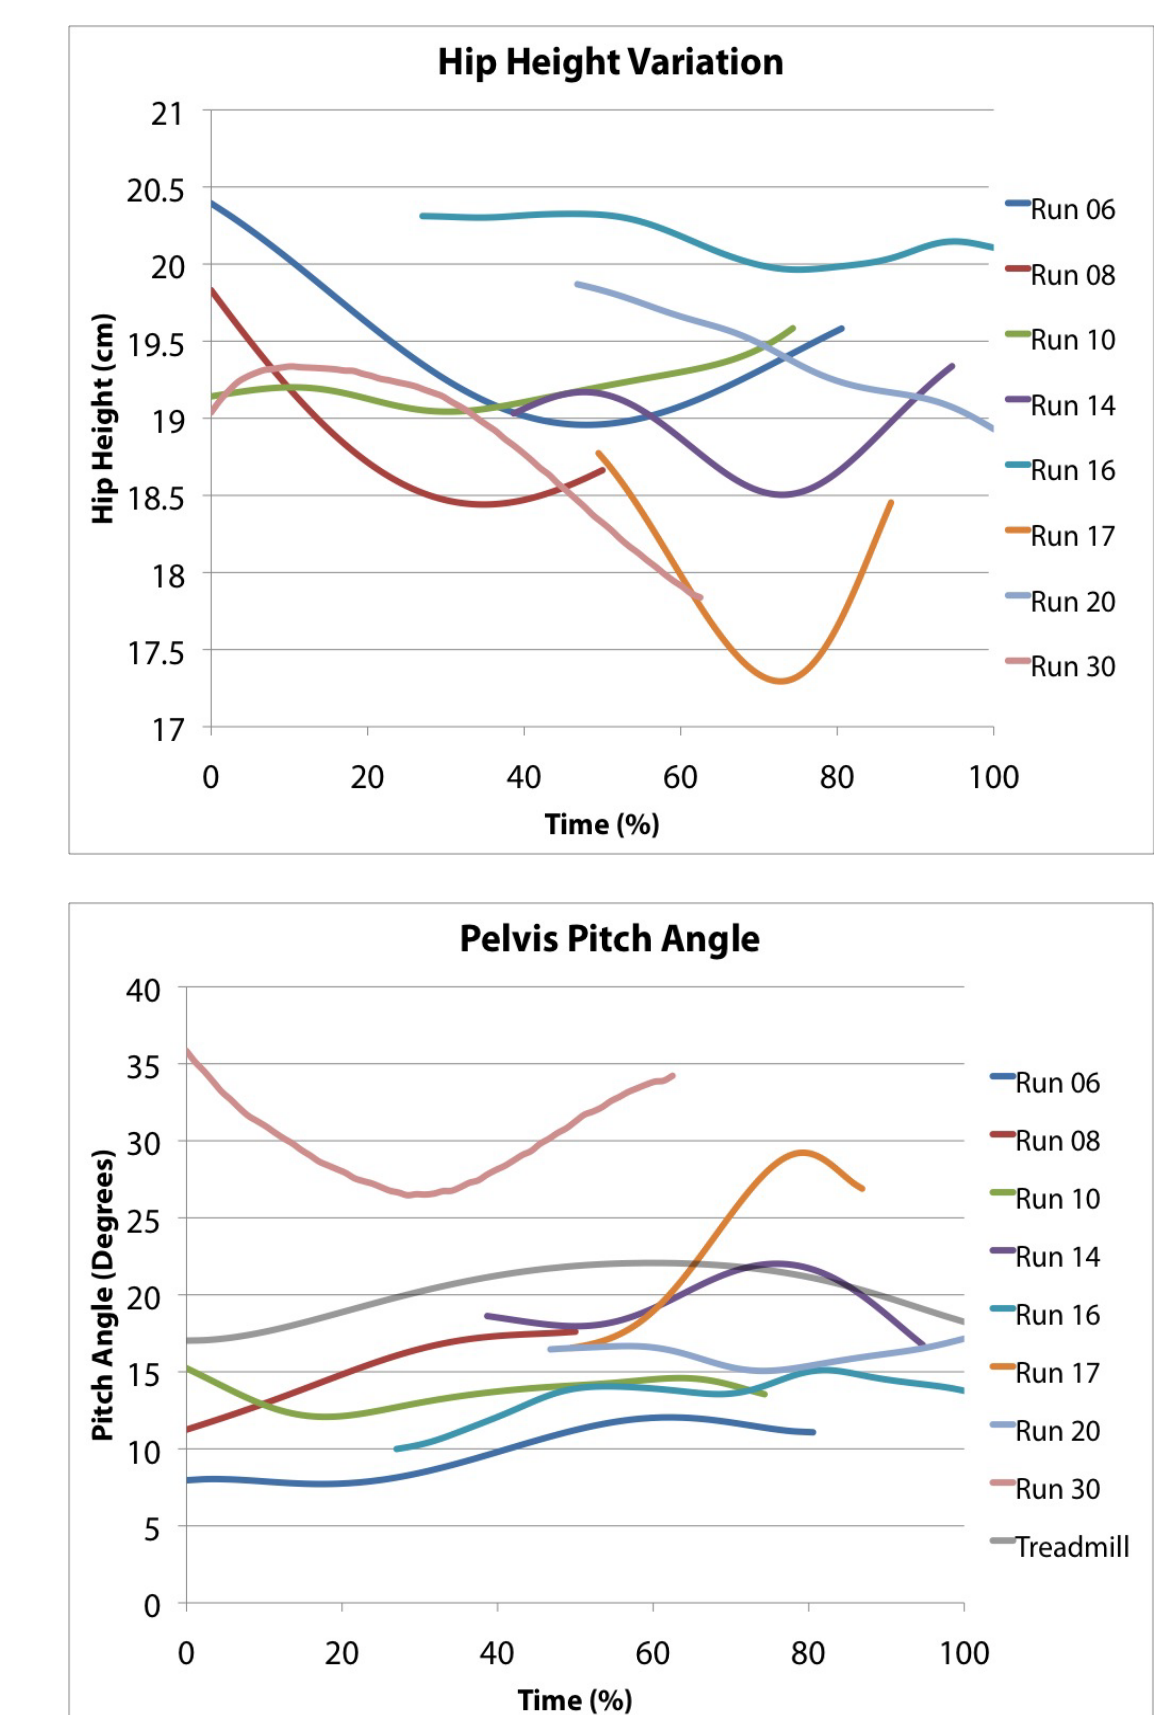 Hip Height Variation
21
20.5
20
19.5
19
18.5
18
17.5
17
Hip Height (cm)
0 20 40 60 80 100
Time (%)
Run 06
Run 08
Run 10
Run 14
Run 16
Run 17
Run 20
Run 30
Pelvis Pitch Angle
40
35
30
25
20
15
10
5
0
Pitch Angle (Degrees)
0 20 40 60 80 100
Time (%)
Run 06
Run 08
Run 10
Run 14
Run 16
Run 17
Run 20
Run 30
Treadmill